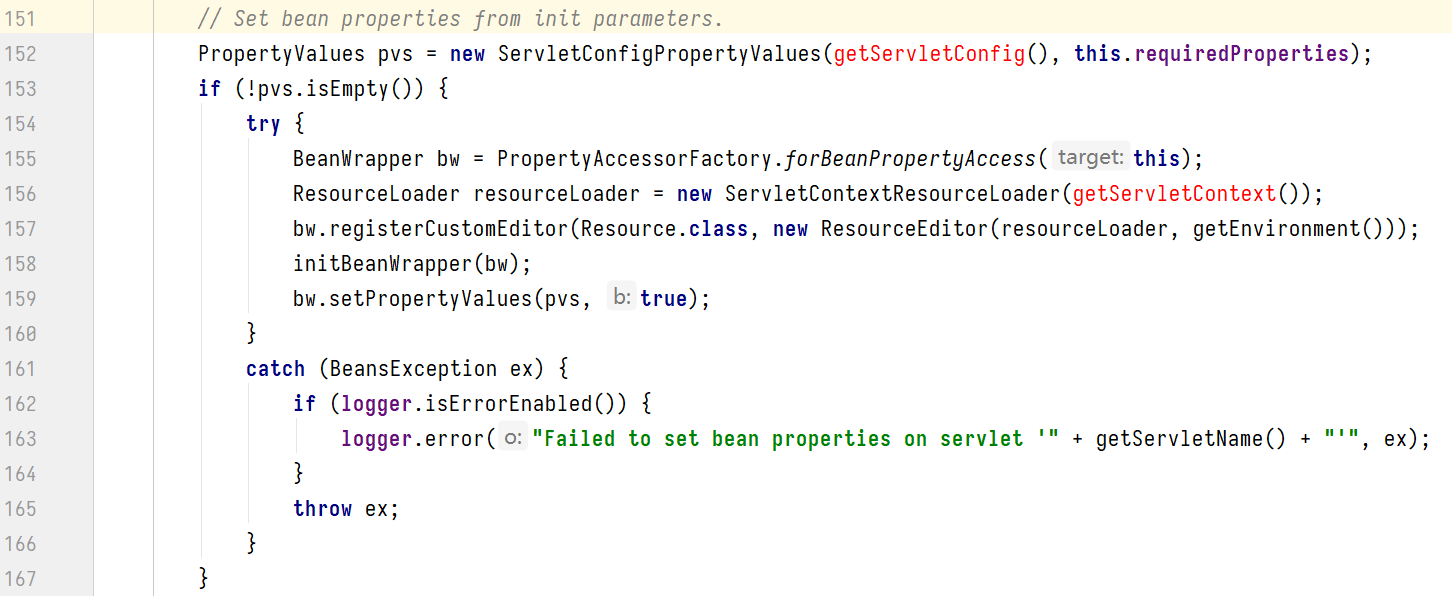 151 // Set bean properties from init parameters.
152 PropertyValues pvs = new ServletConfigPropertyValues(getServletConfig(), this.requiredProperties);
153 if (!pvs.isEmpty()) {
154 try {
155 BeanWrapper bw = PropertyAccessorFactory.forBeanPropertyAccess( target: this);
156 ResourceLoader resourceLoader = new ServletContextResourceLoader(getServletContext());
157 bw.registerCustomEditor(Resource.class, new ResourceEditor(resourceLoader, getEnvironment()));
158 initBeanWrapper(bw);
159 bw.setPropertyValues(pvs, b: true);
160 }
161 catch (BeansException ex) {
162 if (logger.isErrorEnabled()) {
163 logger.error( o: "Failed to set bean properties on servlet '" + getServletName() + "'", ex);
164 }
165 throw ex;
166 }
167 }